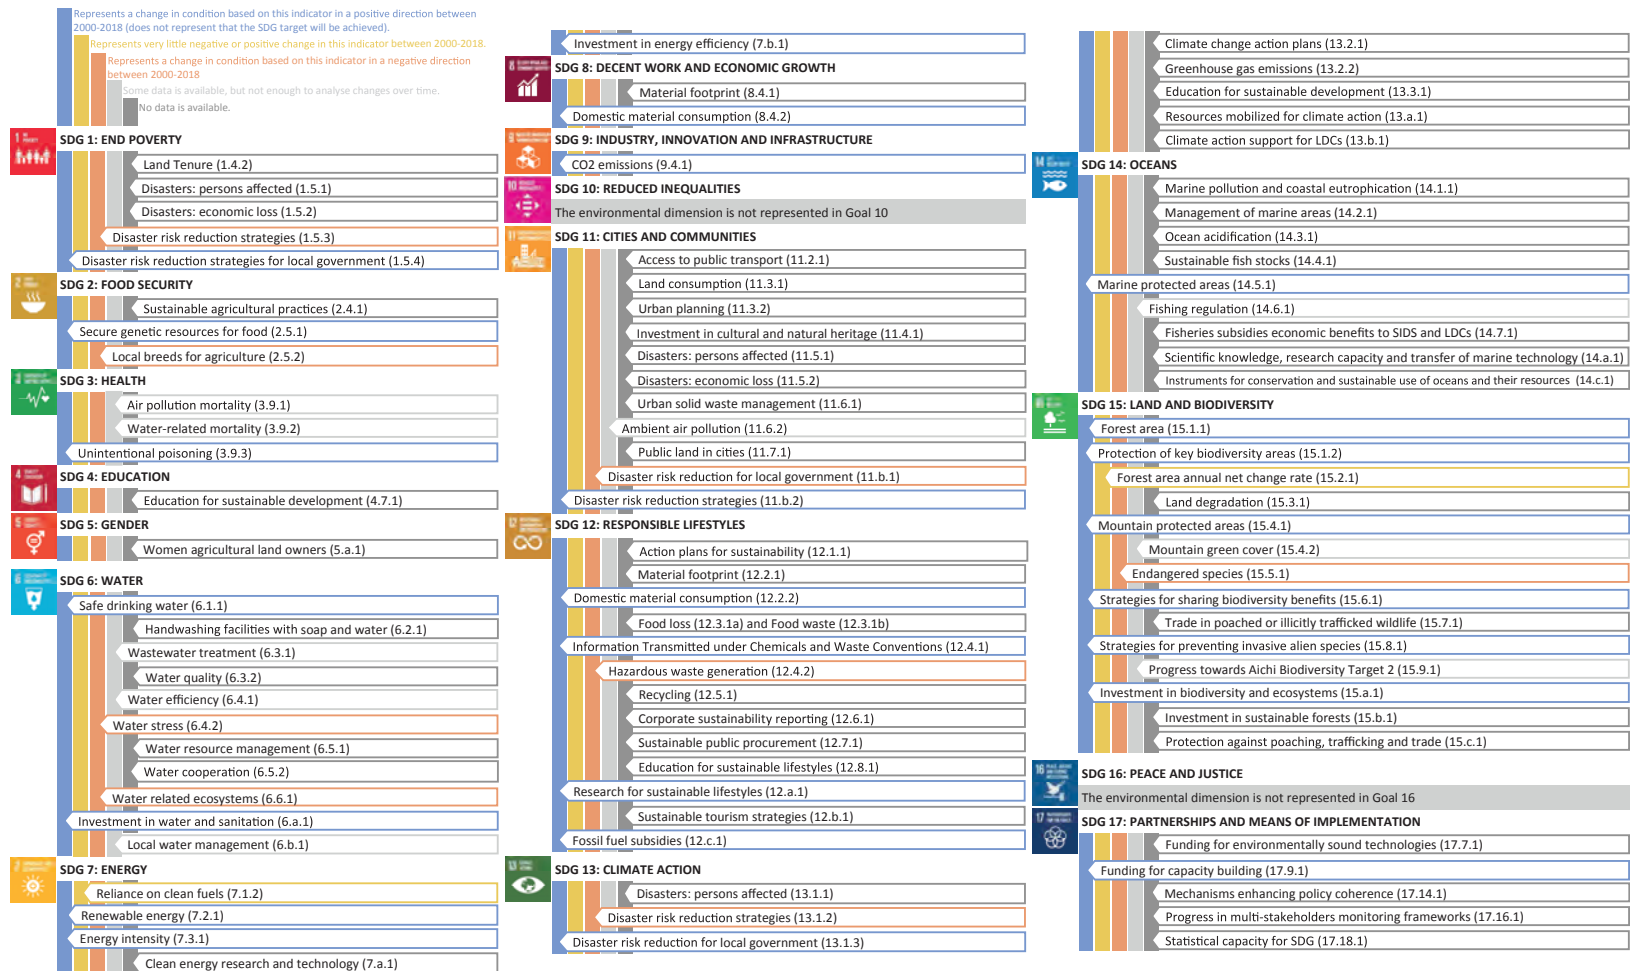 Represents a change in condition based on this indicator in a positive direction between
2000-2018 (does not represent that the SDG target will be achieved).
Represents very little negative or positive change in this indicator between 2000-2018.
Represents a change in condition based on this indicator in a negative direction
between 2000-2018
Some data is available, but not enough to analyse changes over time.
No data is available.
SDG 1: END POVERTY
Land Tenure (1.4.2)
Disasters: persons affected (1.5.1)
Disasters: economic loss (1.5.2)
Disaster risk reduction strategies (1.5.3)
Disaster risk reduction strategies for local government (1.5.4)
SDG 2: FOOD SECURITY
Sustainable agricultural practices (2.4.1)
Secure genetic resources for food (2.5.1)
Local breeds for agriculture (2.5.2)
SDG 3: HEALTH
Air pollution mortality (3.9.1)
Water-related mortality (3.9.2)
Unintentional poisoning (3.9.3)
SDG 4: EDUCATION
Education for sustainable development (4.7.1)
SDG 5: GENDER
Women agricultural land owners (5.a.1)
SDG 6: WATER
Safe drinking water (6.1.1)
Handwashing facilities with soap and water (6.2.1)
Wastewater treatment (6.3.1)
Water quality (6.3.2)
Water efficiency (6.4.1)
Water stress (6.4.2)
Water resource management (6.5.1)
Water cooperation (6.5.2)
Water related ecosystems (6.6.1)
Investment in water and sanitation (6.a.1)
Local water management (6.b.1)
SDG 7: ENERGY
Reliance on clean fuels (7.1.2)
Renewable energy (7.2.1)
Energy intensity (7.3.1)
Clean energy research and technology (7.a.1)
Investment in energy efficiency (7.b.1)
SDG 8: DECENT WORK AND ECONOMIC GROWTH
Material footprint (8.4.1)
Domestic material consumption (8.4.2)
SDG 9: INDUSTRY, INNOVATION AND INFRASTRUCTURE
CO2 emissions (9.4.1)
SDG 10: REDUCED INEQUALITIES
The environmental dimension is not represented in Goal 10
SDG 11: CITIES AND COMMUNITIES
Access to public transport (11.2.1)
Land consumption (11.3.1)
Urban planning (11.3.2)
Investment in cultural and natural heritage (11.4.1)
Disasters: persons affected (11.5.1)
Disasters: economic loss (11.5.2)
Urban solid waste management (11.6.1)
Ambient air pollution (11.6.2)
Public land in cities (11.7.1)
Disaster risk reduction for local government (11.b.1)
Disaster risk reduction strategies (11.b.2)
SDG 12: RESPONSIBLE LIFESTYLES
Action plans for sustainability (12.1.1)
Material footprint (12.2.1)
Domestic material consumption (12.2.2)
Food loss (12.3.1a) and Food waste (12.3.1b)
Information Transmitted under Chemicals and Waste Conventions (12.4.1)
Hazardous waste generation (12.4.2)
Recycling (12.5.1)
Corporate sustainability reporting (12.6.1)
Sustainable public procurement (12.7.1)
Education for sustainable lifestyles (12.8.1)
Research for sustainable lifestyles (12.a.1)
Sustainable tourism strategies (12.b.1)
Fossil fuel subsidies (12.c.1)
SDG 13: CLIMATE ACTION
Disasters: persons affected (13.1.1)
Disaster risk reduction strategies (13.1.2)
Disaster risk reduction for local government (13.1.3)
Climate change action plans (13.2.1)
Greenhouse gas emissions (13.2.2)
Education for sustainable development (13.3.1)
Resources mobilized for climate action (13.a.1)
Climate action support for LDCs (13.b.1)
SDG 14: OCEANS
Marine pollution and coastal eutrophication (14.1.1)
Management of marine areas (14.2.1)
Ocean acidification (14.3.1)
Sustainable fish stocks (14.4.1)
Marine protected areas (14.5.1)
Fishing regulation (14.6.1)
Fisheries subsidies economic benefits to SIDS and LDCs (14.7.1)
Scientific knowledge, research capacity and transfer of marine technology (14.a.1)
Instruments for conservation and sustainable use of oceans and their resources (14.c.1)
SDG 15: LAND AND BIODIVERSITY
Forest area (15.1.1)
Protection of key biodiversity areas (15.1.2)
Forest area annual net change rate (15.2.1)
Land degradation (15.3.1)
Mountain protected areas (15.4.1)
Mountain green cover (15.4.2)
Endangered species (15.5.1)
Strategies for sharing biodiversity benefits (15.6.1)
Trade in poached or illicitly trafficked wildlife (15.7.1)
Strategies for preventing invasive alien species (15.8.1)
Progress towards Aichi Biodiversity Target 2 (15.9.1)
Investment in biodiversity and ecosystems (15.a.1)
Investment in sustainable forests (15.b.1)
Protection against poaching, trafficking and trade (15.c.1)
SDG 16: PEACE AND JUSTICE
The environmental dimension is not represented in Goal 16
SDG 17: PARTNERSHIPS AND MEANS OF IMPLEMENTATION
Funding for environmentally sound technologies (17.7.1)
Funding for capacity building (17.9.1)
Mechanisms enhancing policy coherence (17.14.1)
Progress in multi-stakeholders monitoring frameworks (17.16.1)
Statistical capacity for SDG (17.18.1)